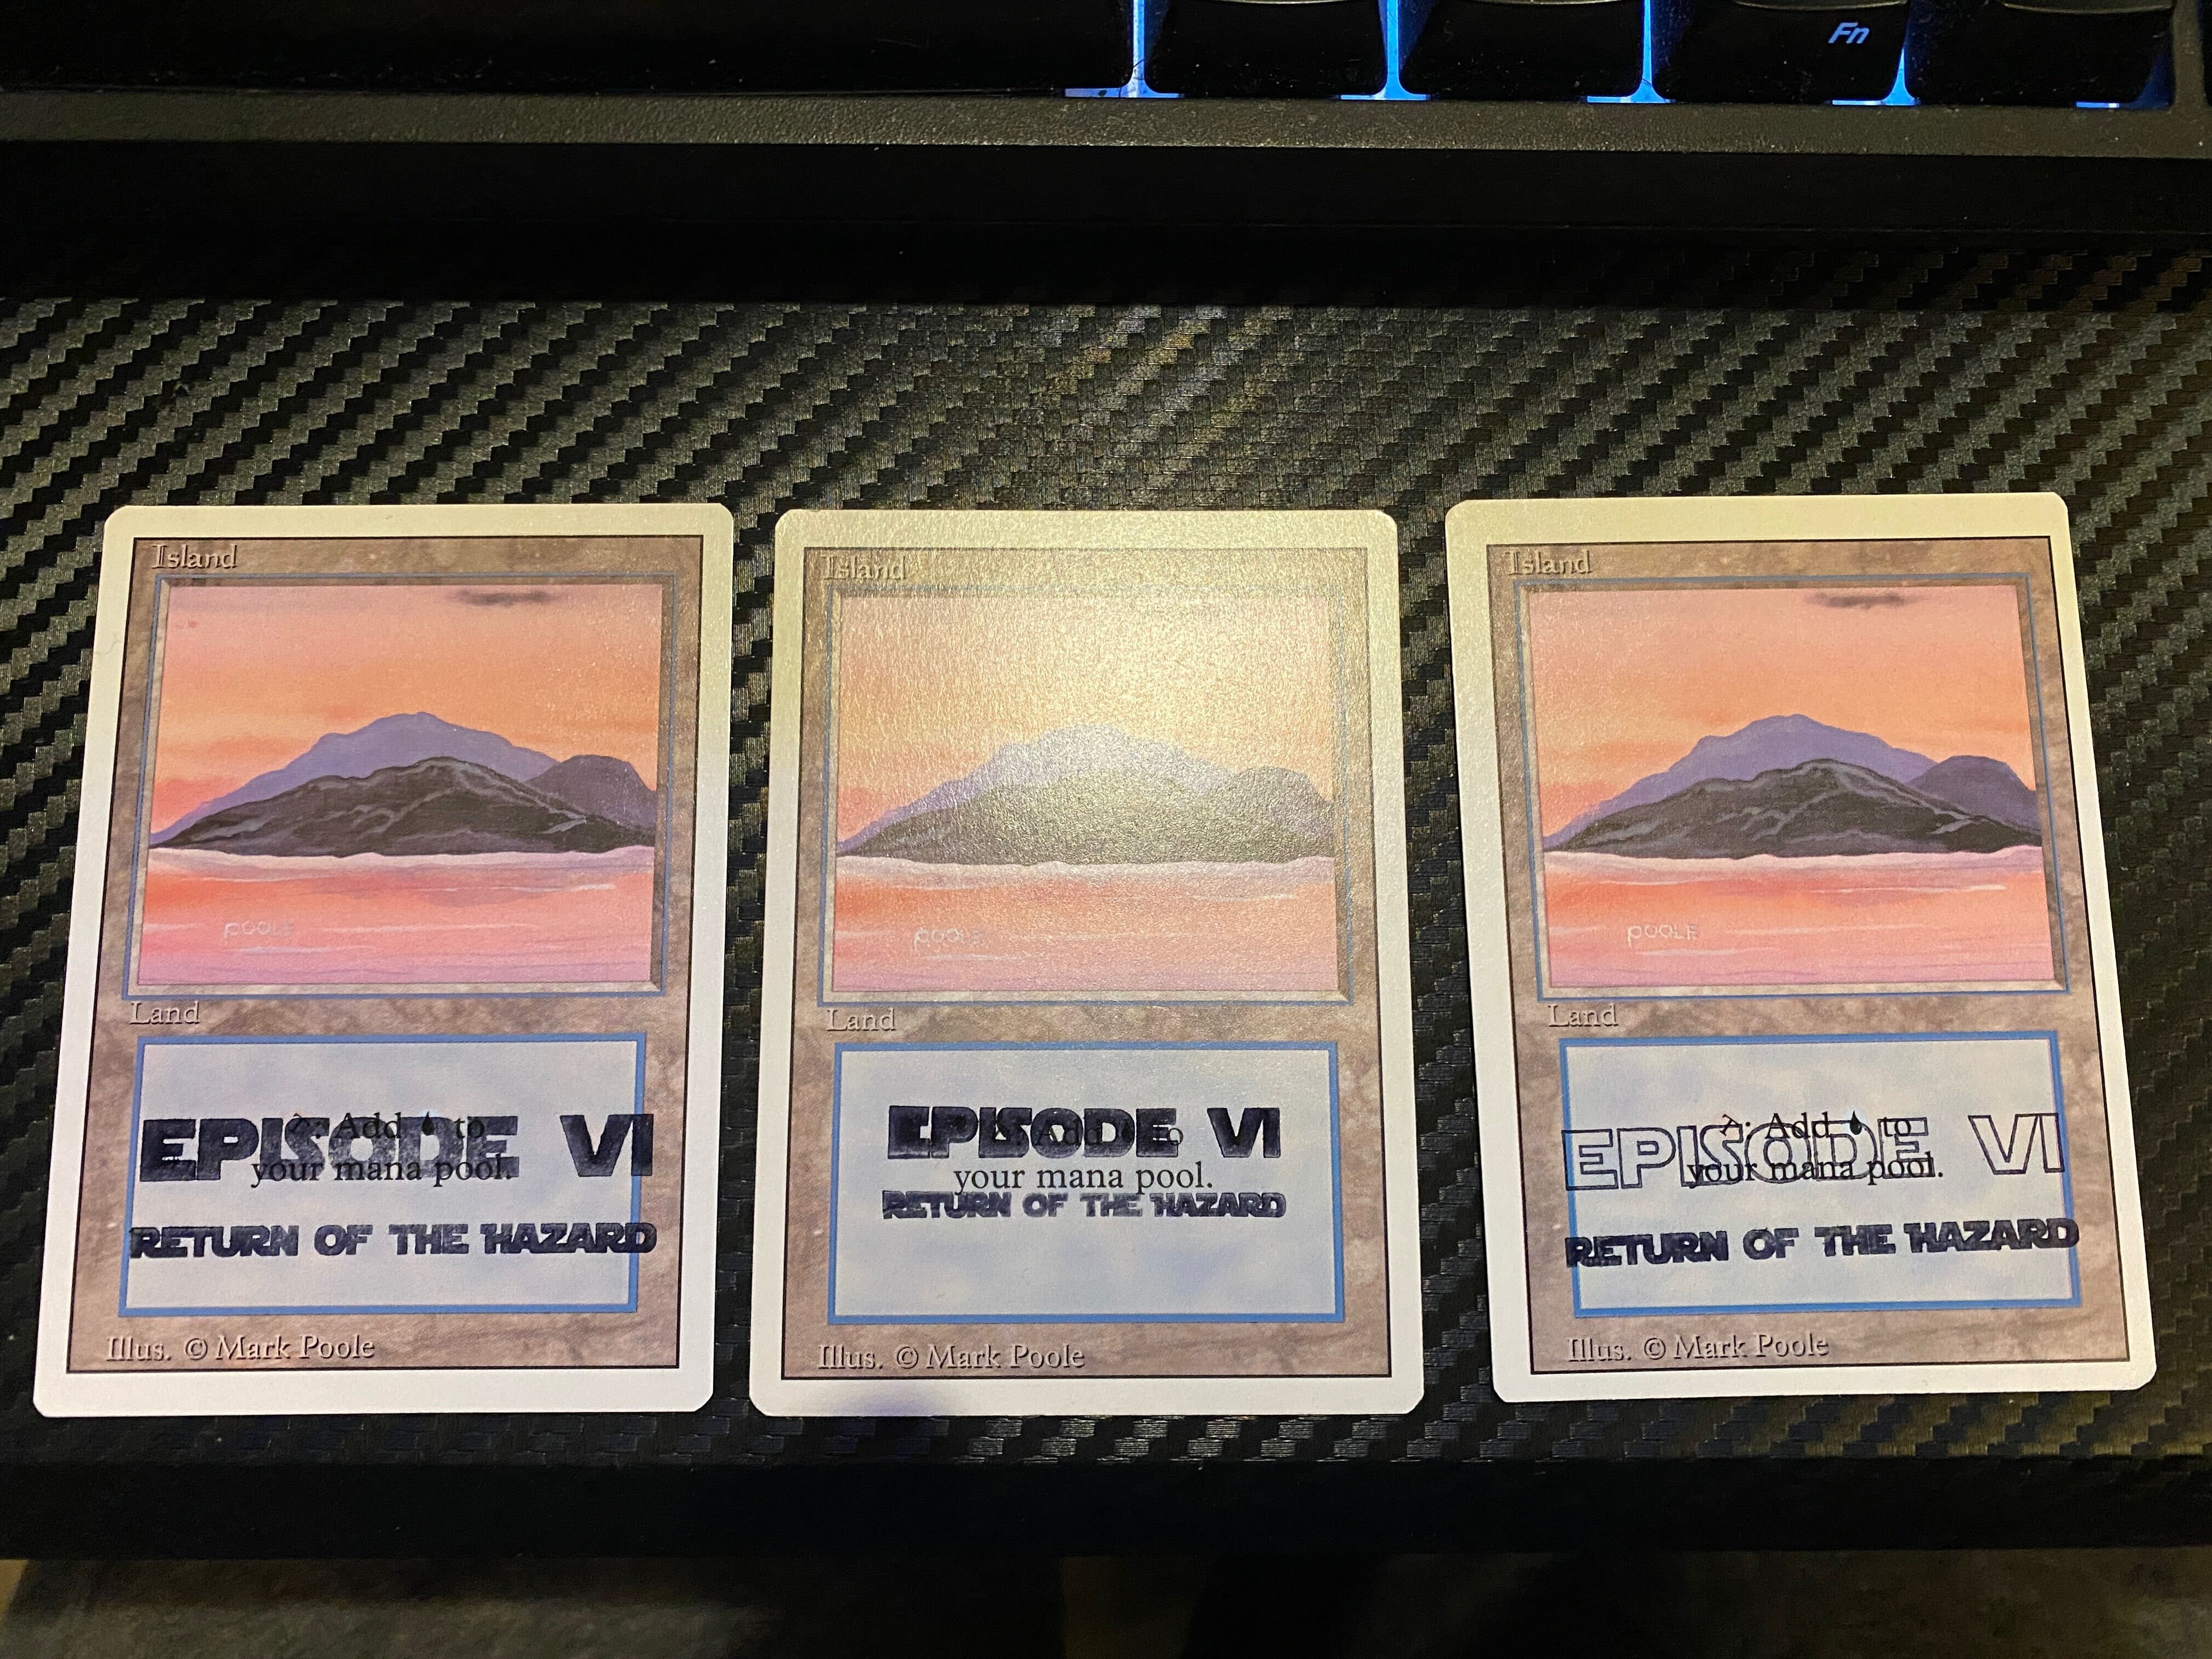 Fn
Island
POOLE
Land
EPISODE VI
: Add to
your mana pool.
RETURN OF THE HAZARD
Illus. © Mark Poole
Island
POOLE
Land
EPISODE VI
: Add to
your mana pool.
RETURN OF THE HAZARD
Illus. © Mark Poole
Island
POOLE
Land
EPISODE VI
: Add to
your mana pool.
RETURN OF THE HAZARD
Illus. © Mark Poole